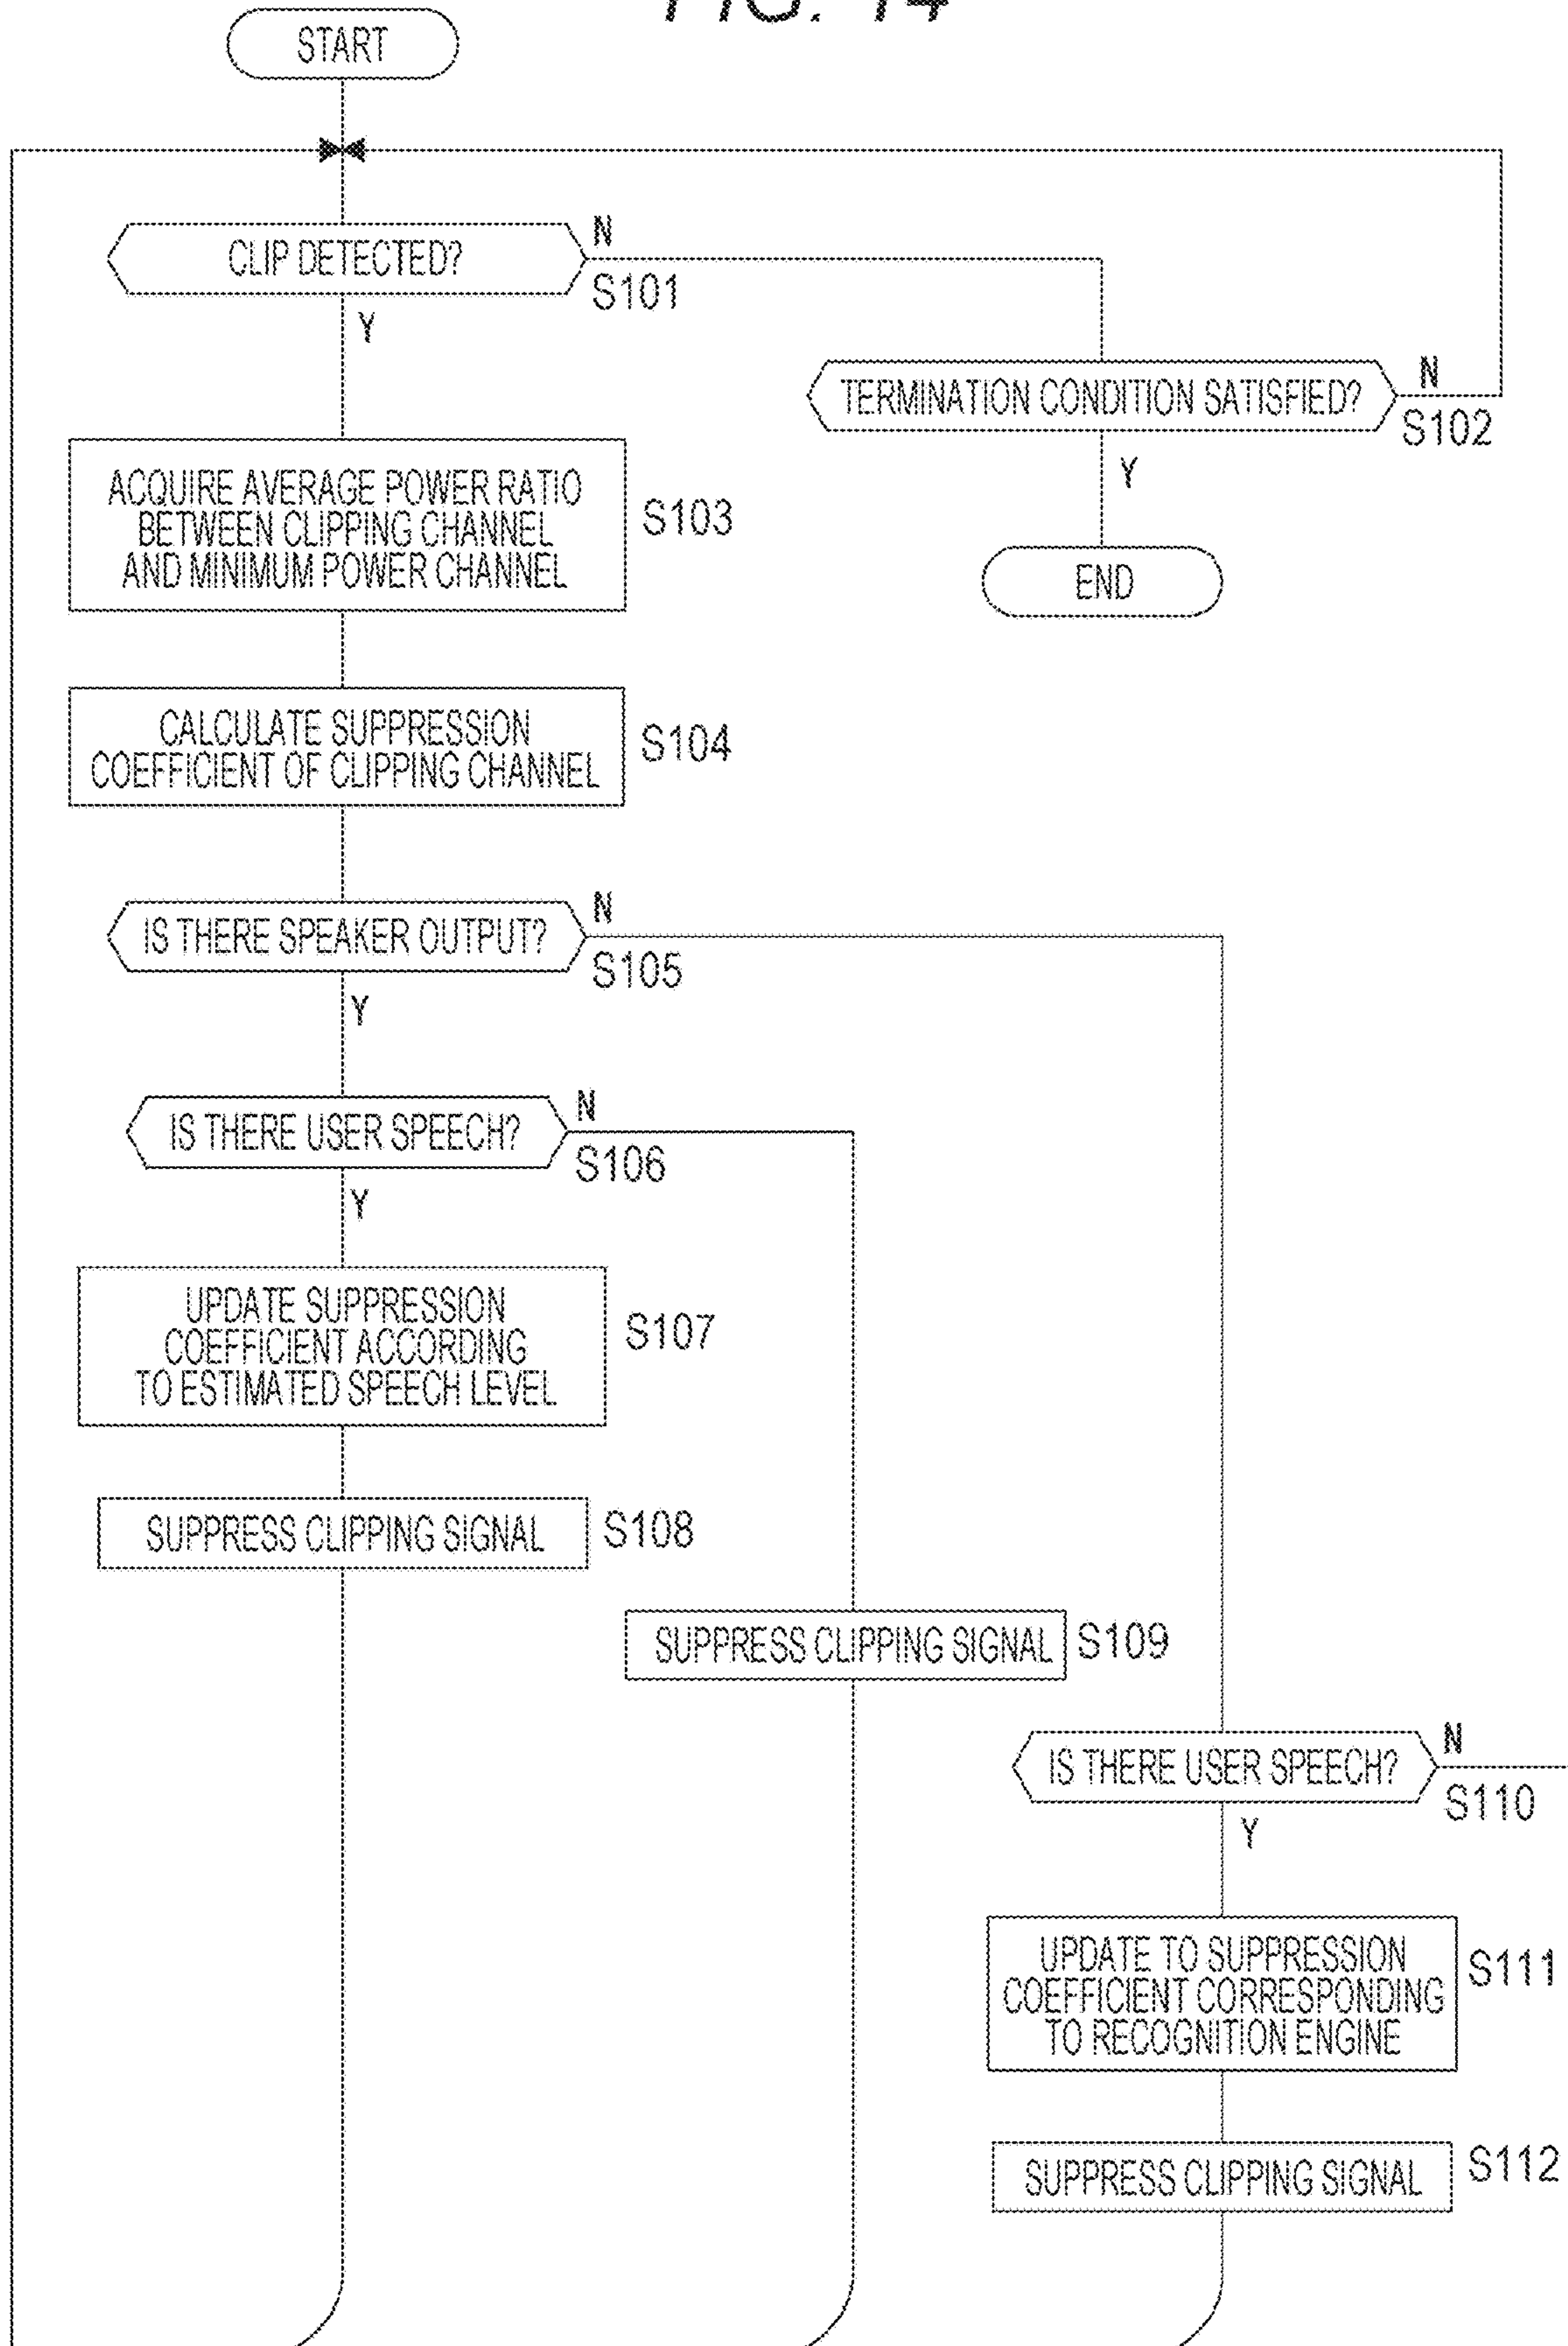 FIG. 14
START
CLIP DETECTED?
N
S101
Y
TERMINATION CONDITION SATISFIED?
N
S102
Y
END
ACQUIRE AVERAGE POWER RATIO
BETWEEN CLIPPING CHANNEL
AND MINIMUM POWER CHANNEL
S103
CALCULATE SUPPRESSION
COEFFICIENT OF CLIPPING CHANNEL
S104
IS THERE SPEAKER OUTPUT?
N
S105
Y
IS THERE USER SPEECH?
N
S106
Y
UPDATE SUPPRESSION
COEFFICIENT ACCORDING
TO ESTIMATED SPEECH LEVEL
S107
SUPPRESS CLIPPING SIGNAL
S108
SUPPRESS CLIPPING SIGNAL
S109
IS THERE USER SPEECH?
N
S110
Y
UPDATE TO SUPPRESSION
COEFFICIENT CORRESPONDING
TO RECOGNITION ENGINE
S111
SUPPRESS CLIPPING SIGNAL
S112